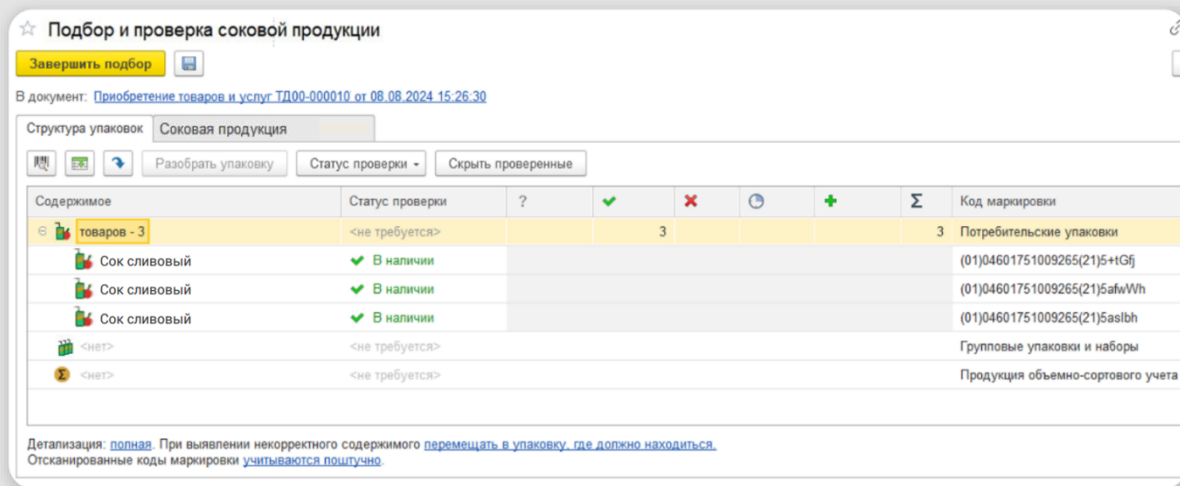 Подбор и проверка соковой продукции
Завершить подбор
В документ: Приобретение товаров и услуг ТД00-000010 от 08.08.2024 15:26:30
Структура упаковок Соковая продукция
Разобрать упаковку Статус проверки Скрыть проверенные
Содержимое Статус проверки ? Σ Код маркировки
товаров - 3 <не требуется> 3 3 Потребительские упаковки
Сок сливовый В наличии (01)04601751009265(21)5+tGfj
Сок сливовый В наличии (01)04601751009265(21)5afwWh
Сок сливовый В наличии (01)04601751009265(21)5aslbh
<нет> <не требуется> Групповые упаковки и наборы
Σ <нет> <не требуется> Продукция объемно-сортового учета
Детализация: полная. При выявлении некорректного содержимого перемещать в упаковку, где должно находиться.
Отсканированные коды маркировки учитываются поштучно.